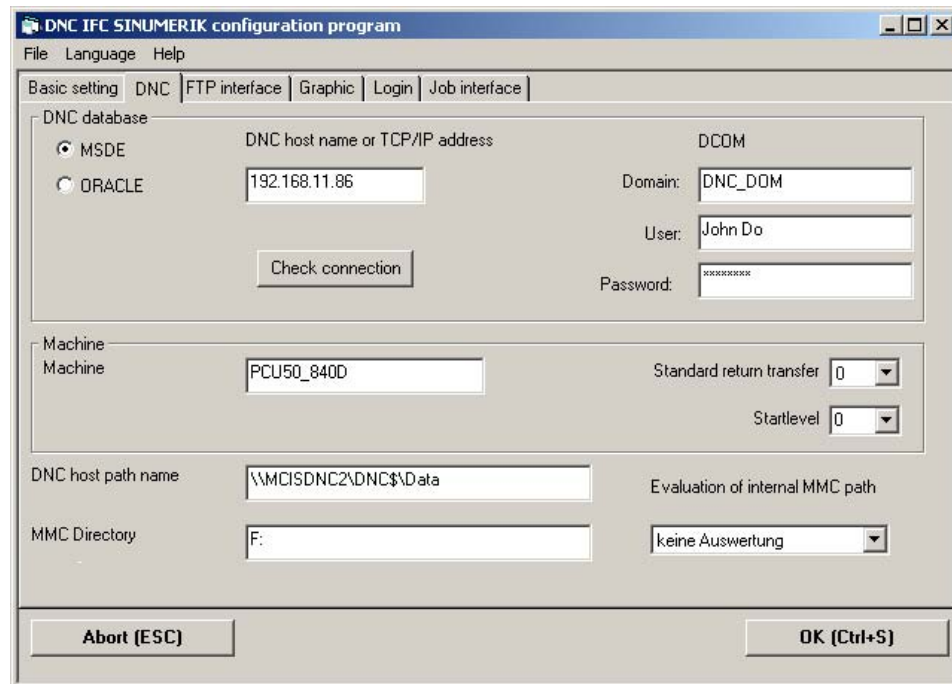 DNC IFC SINUMERIK configuration program
File Language Help
Basic setting DNC FTP interface Graphic Login Job interface
DNC database
MSDE
ORACLE
DNC host name or TCP/IP address
192.168.11.86
Check connection
DCOM
Domain: DNC_DOM
User: John Do
Password: xxxxxxxx
Machine
Machine PCU50_840D
Standard return transfer 0
Startlevel 0
DNC host path name \\MCISDNC2\DNC$\Data
Evaluation of internal MMC path
MMC Directory F:
keine Auswertung
Abort (ESC) OK (Ctrl+S)